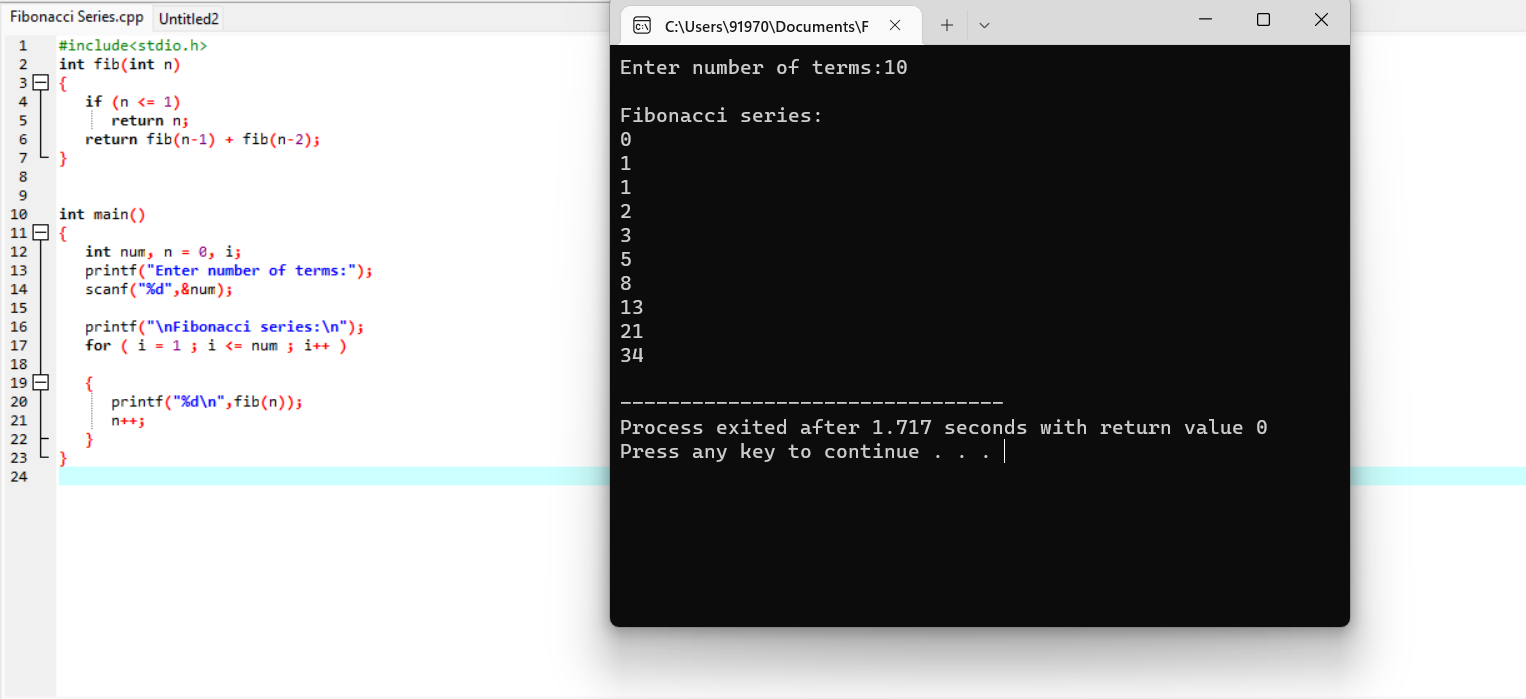 Fibonacci Series.cpp Untitled2
1 #include<stdio.h>
2 int fib(int n)
3 {
4 if (n <= 1)
5 return n;
6 return fib(n-1) + fib(n-2);
7 }
8
9
10 int main()
11 {
12 int num, n = 0, i;
13 printf("Enter number of terms:");
14 scanf("%d",&num);
15
16 printf("\nFibonacci series:\n");
17 for ( i = 1 ; i <= num ; i++ )
18
19 {
20 printf("%d\n",fib(n));
21 n++;
22 }
23 }
24
C:\Users\91970\Documents\F
Enter number of terms:10
Fibonacci series:
0
1
1
2
3
5
8
13
21
34
--------------------------------
Process exited after 1.717 seconds with return value 0
Press any key to continue . . .